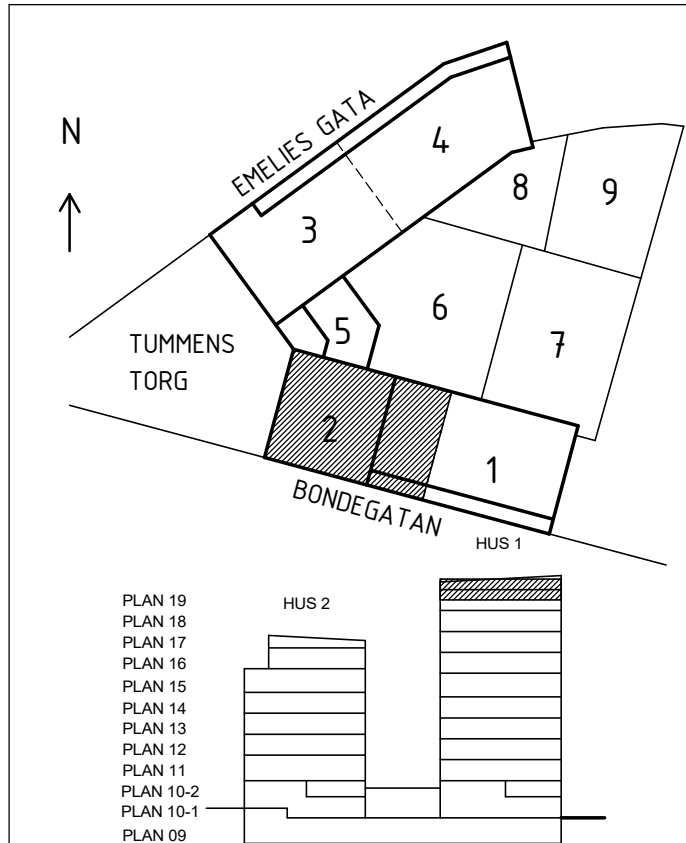 EMELIES GATA
N
4
8
9
3
5
6
TUMMENS
TORG
7
2
1
BONDEGATAN
HUS 1
PLAN 19
HUS 2
PLAN 18
PLAN 17
PLAN 16
PLAN 15
PLAN 14
PLAN 13
PLAN 12
PLAN 11
PLAN 10-2
PLAN 10-1
PLAN 09